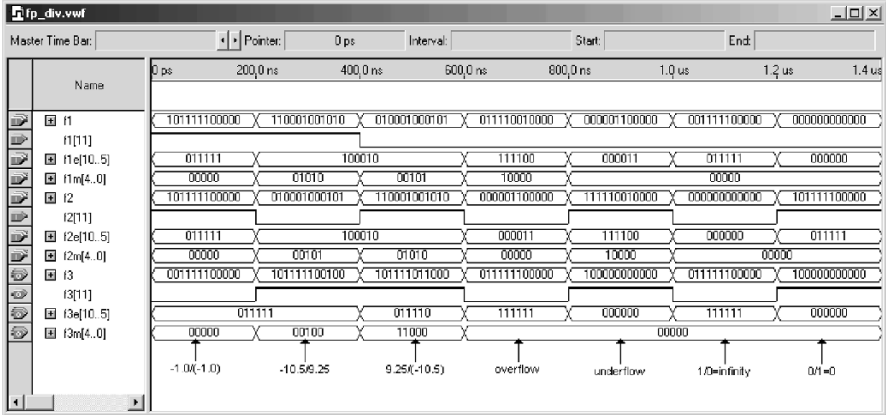 fp_div.vwf
Master Time Bar: Pointer: 0 ps Interval: Start: End:
Name 0 ps 200,0 ns 400,0 ns 600,0 ns 800,0 ns 1.0 us 1.2 us 1.4 us
f1 101111100000 110001001010 010001000101 011110010000 000001100000 001111100000 000000000000
f1[11]
f1e[10..5] 011111 100010 111100 000011 011111 000000
f1m[4..0] 00000 01010 00101 10000 00000
f2 101111100000 010001000101 110001001010 000001100000 111110010000 000000000000 101111100000
f2[11]
f2e[10..5] 011111 100010 000011 111100 000000 011111
f2m[4..0] 00000 00101 01010 00000 10000 00000
f3 001111100000 101111100100 101111011000 011111100000 100000000000 011111100000 100000000000
f3[11]
f3e[10..5] 011111 011110 111111 000000 111111 000000
f3m[4..0] 00000 00100 11000 00000
-1.0/(-1.0) -10.5/9.25 9.25/(-10.5) overflow underflow 1/0=infinity 0/1=0